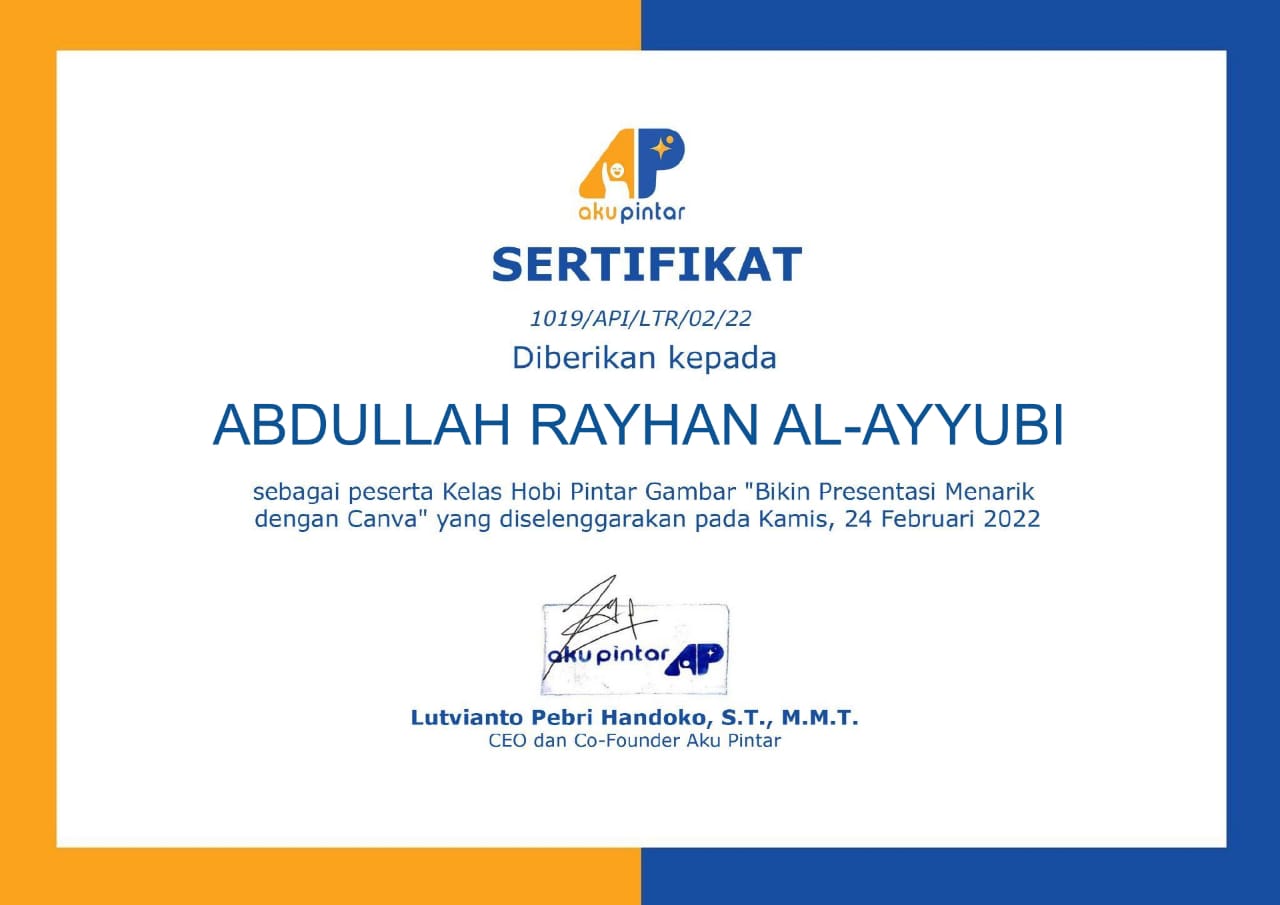 AP
akupintar
SERTIFIKAT
1019/API/LTR/02/22
Diberikan kepada
ABDULLAH RAYHAN AL-AYYUBI
sebagai peserta Kelas Hobi Pintar Gambar "Bikin Presentasi Menarik
dengan Canva" yang diselenggarakan pada Kamis, 24 Februari 2022
akupintar AP
Lutvianto Pebri Handoko, S.T., M.M.T.
CEO dan Co-Founder Aku Pintar